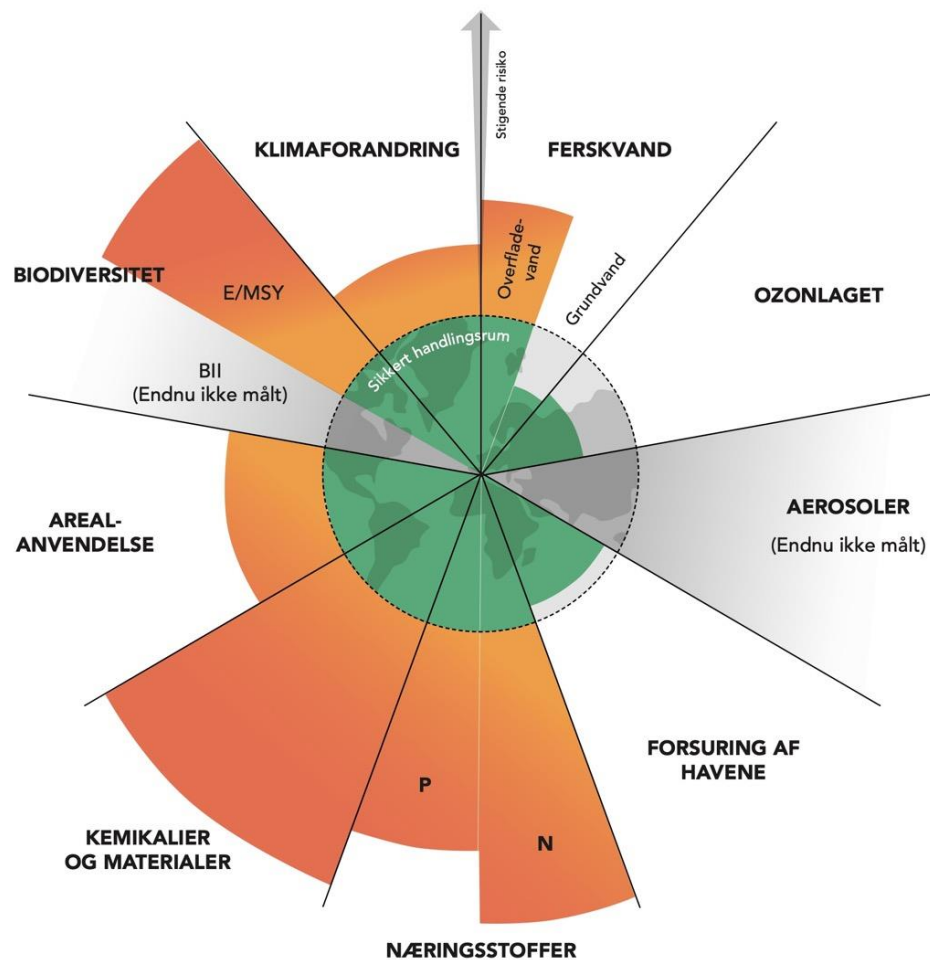 Stigende risiko
KLIMAFORANDRING
FERSKVAND
Overflade-
vand
Grundvand
OZONLAGET
BIODIVERSITET
E/MSY
Sikkert handlingsrum
BII
(Endnu ikke målt)
AEROSOLER
(Endnu ikke målt)
AREAL-
ANVENDELSE
FORSURING AF
HAVENE
P
N
KEMIKALIER
OG MATERIALER
NÆRINGSSTOFFER